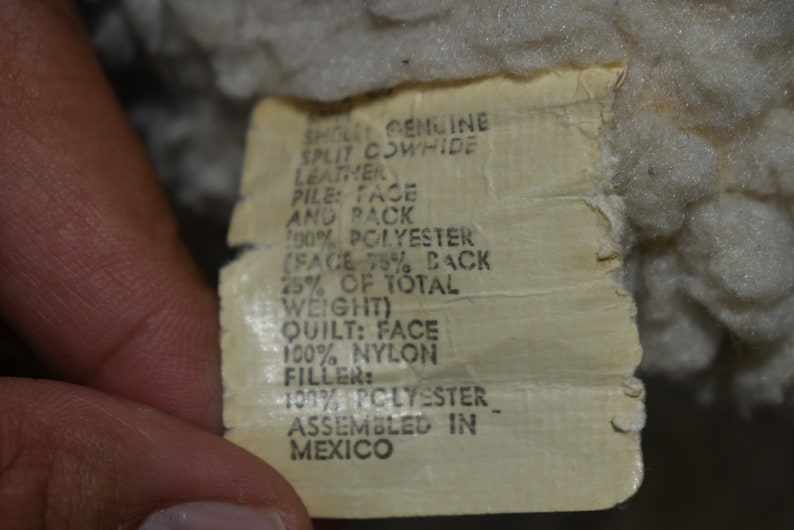 SHELL: GENUINE
SPLIT COWHIDE
LEATHER
PILE: FACE
AND BACK
100% POLYESTER
(FACE 75% BACK
25% OF TOTAL
WEIGHT)
QUILT: FACE
100% NYLON
FILLER:
100% POLYESTER
ASSEMBLED IN
MEXICO